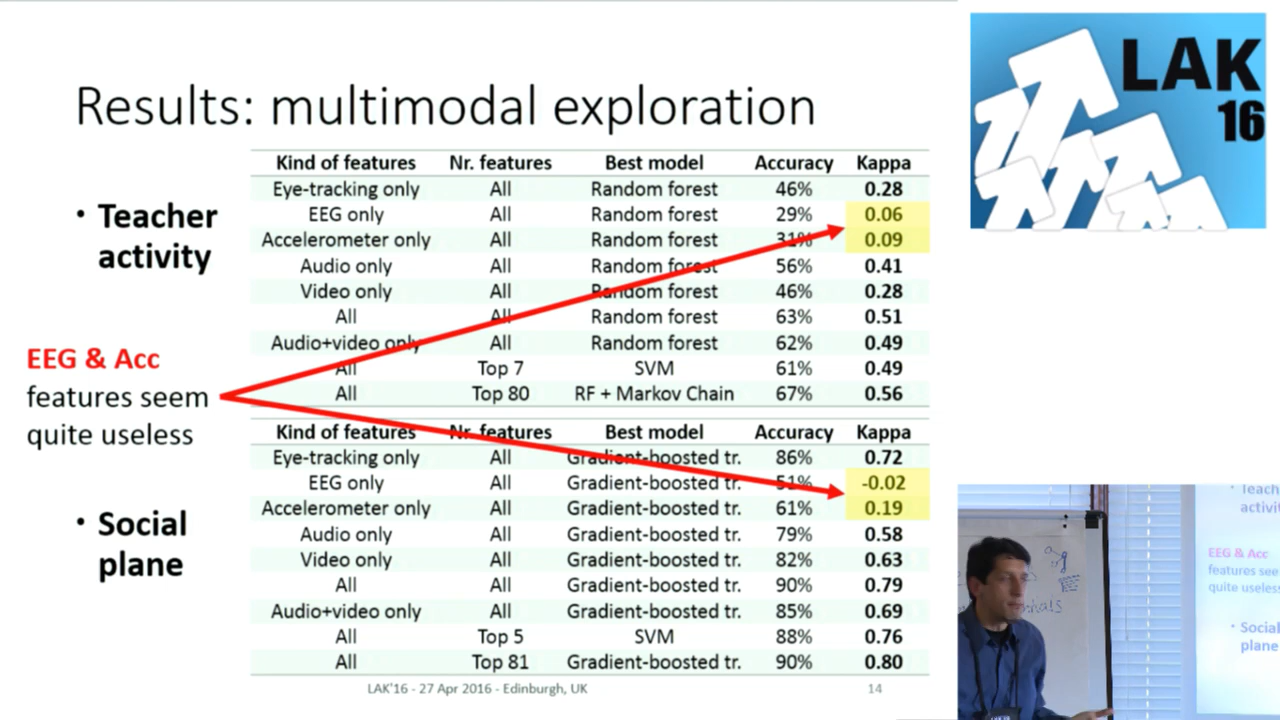 Results: multimodal exploration
LAK
16
• Teacher
activity
Kind of features Nr. features Best model Accuracy Kappa
Eye-tracking only All Random forest 46% 0.28
EEG only All Random forest 29% 0.06
Accelerometer only All Random forest 31% 0.09
Audio only All Random forest 56% 0.41
Video only All Random forest 46% 0.28
All All Random forest 63% 0.51
Audio+video only All Random forest 62% 0.49
All Top 7 SVM 61% 0.49
All Top 80 RF + Markov Chain 67% 0.56
EEG & Acc
features seem
quite useless
• Social
plane
Kind of features Nr. features Best model Accuracy Kappa
Eye-tracking only All Gradient-boosted tr. 86% 0.72
EEG only All Gradient-boosted tr. 51% -0.02
Accelerometer only All Gradient-boosted tr. 61% 0.19
Audio only All Gradient-boosted tr. 79% 0.58
Video only All Gradient-boosted tr. 82% 0.63
All All Gradient-boosted tr. 90% 0.79
Audio+video only All Gradient-boosted tr. 85% 0.69
All Top 5 SVM 88% 0.76
All Top 81 Gradient-boosted tr. 90% 0.80
LAK'16 - 27 Apr 2016 - Edinburgh, UK 14
• Teach
activi
EEG & Acc
features see
quite useless
• Social
plane